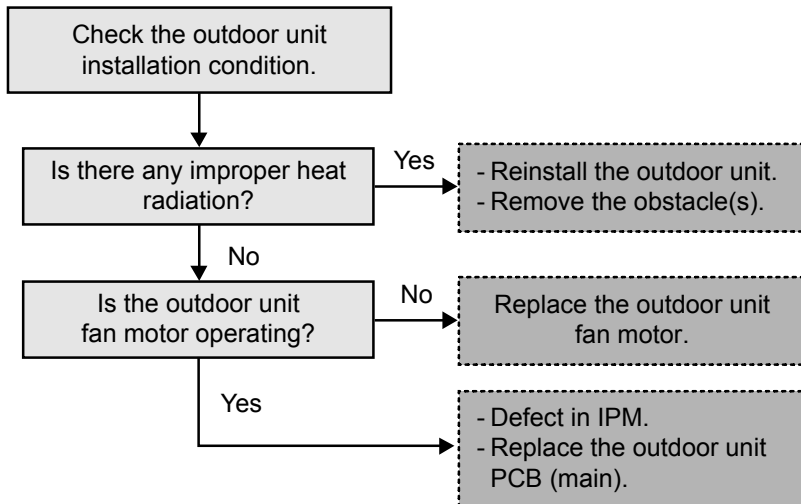 Check the outdoor unit
installation condition.
Is there any improper heat
radiation?
Yes
- Reinstall the outdoor unit.
- Remove the obstacle(s).
No
Is the outdoor unit
fan motor operating?
No
Replace the outdoor unit
fan motor.
Yes
- Defect in IPM.
- Replace the outdoor unit
PCB (main).